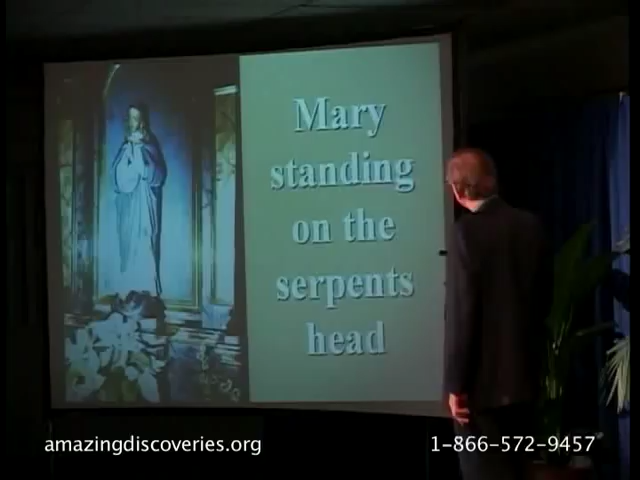 Mary
standing
on the
serpents
head
amazingdiscoveries.org
1-866-572-9457